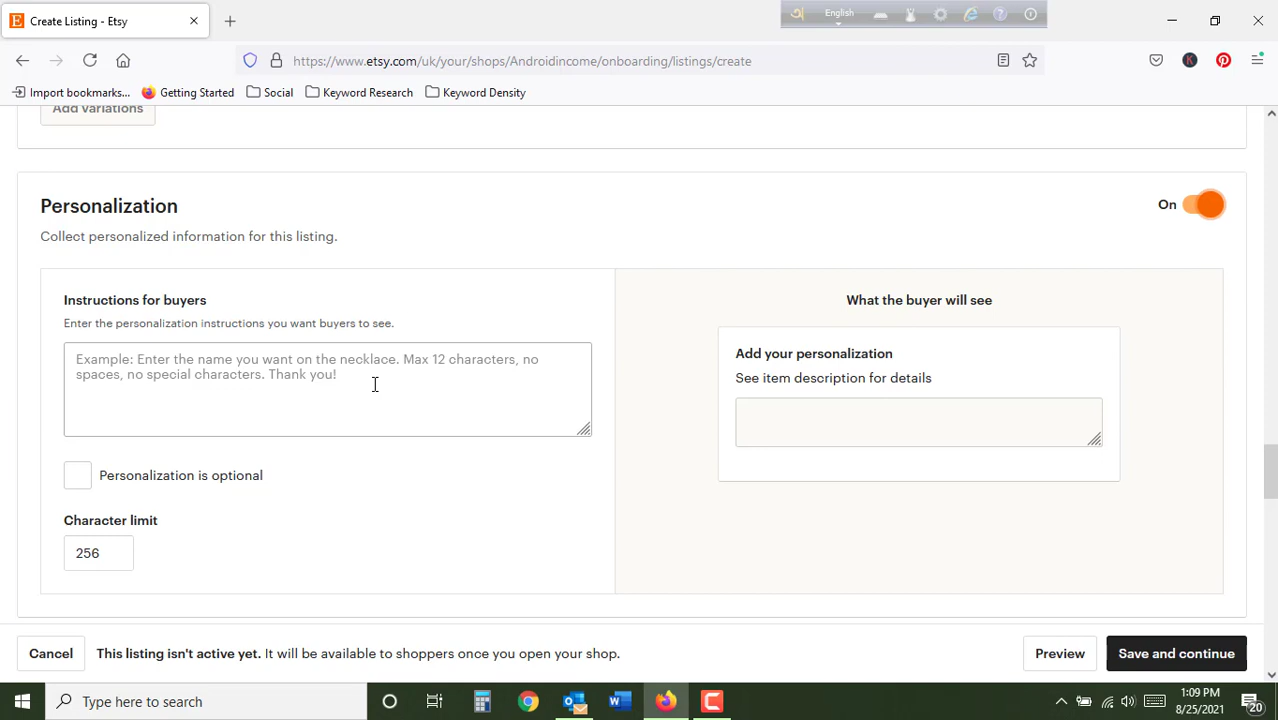 Create Listing - Etsy
English
https://www.etsy.com/uk/your/shops/Androidincome/onboarding/listings/create
K
Import bookmarks...
Getting Started
Social
Keyword Research
Keyword Density
Add variations
Personalization
On
Collect personalized information for this listing.
Instructions for buyers
Enter the personalization instructions you want buyers to see.
Example: Enter the name you want on the necklace. Max 12 characters, no
spaces, no special characters. Thank you!
Personalization is optional
Character limit
256
What the buyer will see
Add your personalization
See item description for details
Cancel
This listing isn't active yet. It will be available to shoppers once you open your shop.
Preview
Save and continue
Type here to search
1:09 PM
8/25/2021
20